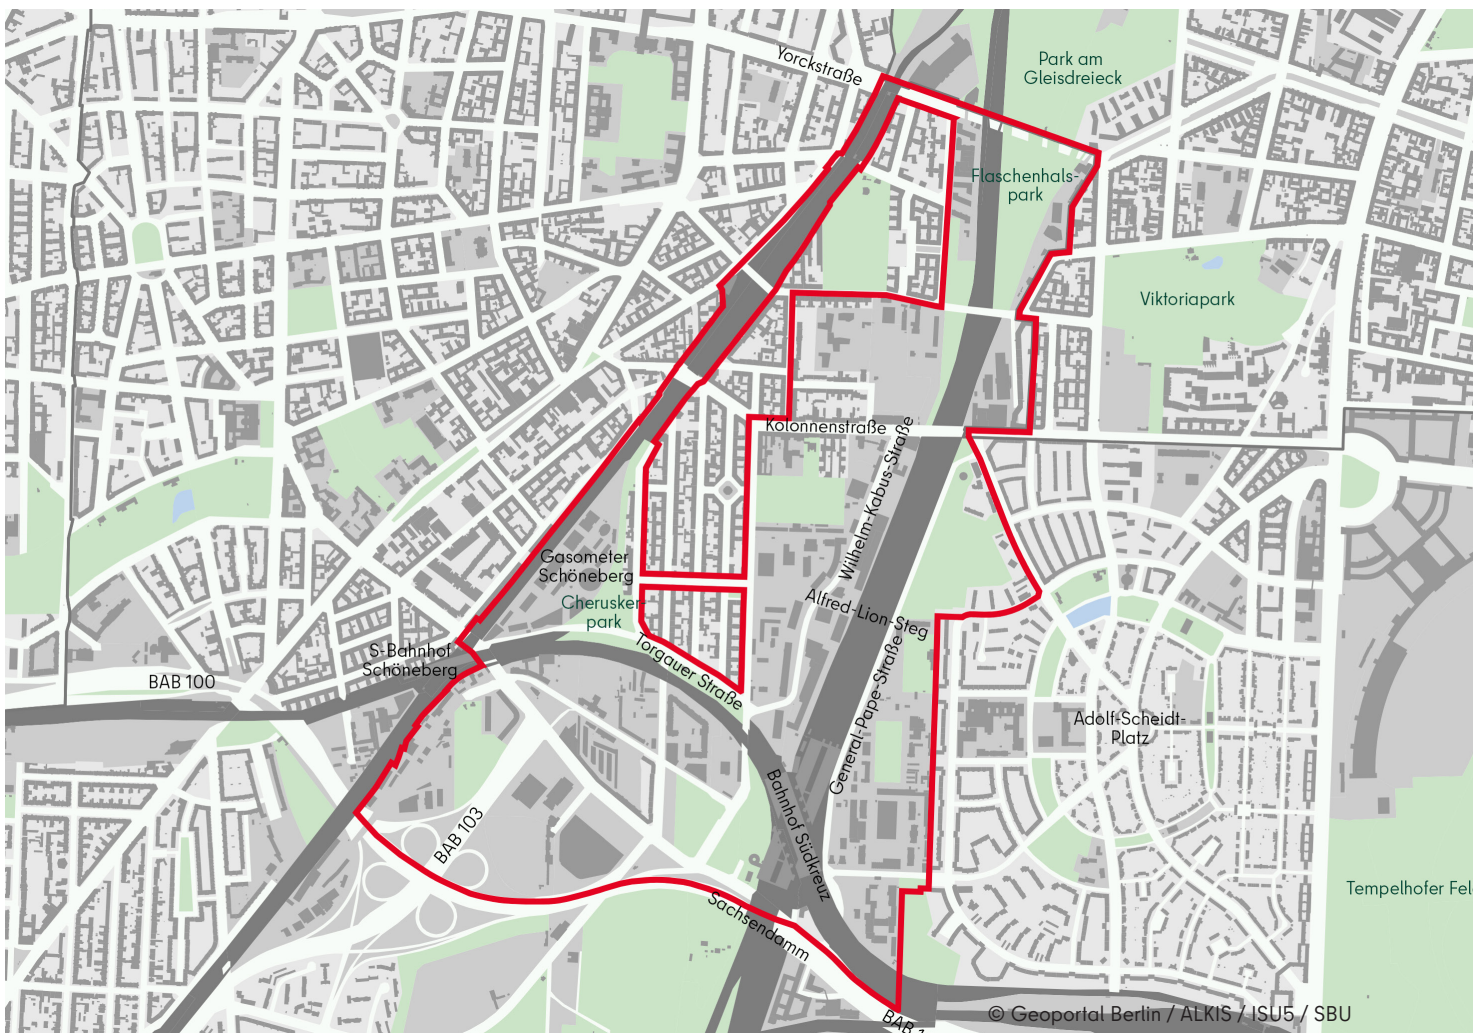 Yorckstraße
Park am
Gleisdreieck
Flaschenhals-
park
Viktoriapark
Kolonnenstraße
Wilhelm-Kabus-Straße
Gasometer
Schöneberg
Cherusker-
park
Alfred-Lion-Steg
S-Bahnhof
Schöneberg
BAB 100
Torgauer Straße
General-Pape-Straße
Adolf-Scheidt-
Platz
BAB 103
Bahnhof Südkreuz
Sachsendamm
Tempelhofer Fel
BAB 1
© Geoportal Berlin / ALKIS / ISU5 / SBU